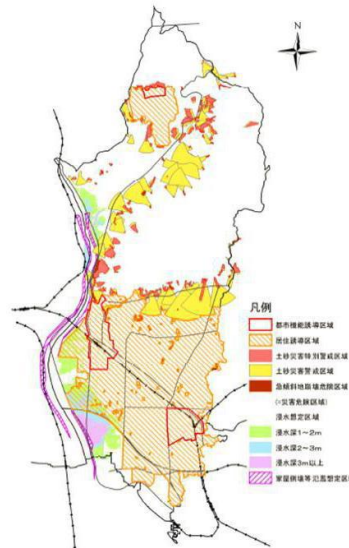 N
凡例
都市機能誘導区域
居住誘導区域
土砂災害特別警戒区域
土砂災害警戒区域
急傾斜地崩壊危険区域
(=災害危険区域)
浸水想定区域
浸水深1~2m
浸水深2~3m
浸水深3m以上
家屋倒壊等氾濫想定区域